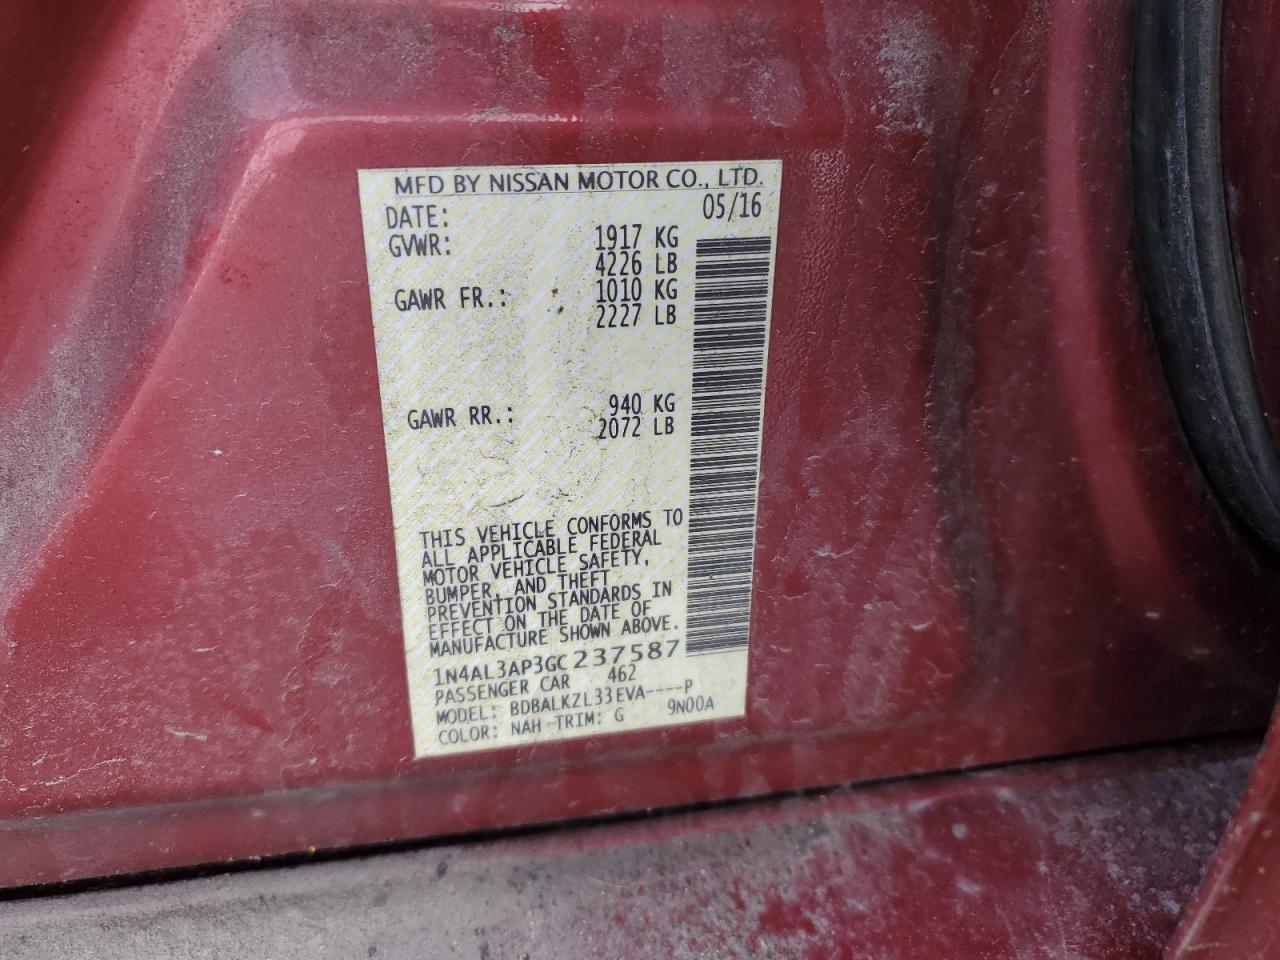 MFD BY NISSAN MOTOR CO., LTD.
DATE: 05/16
GVWR: 1917 KG
4226 LB
GAWR FR.: 1010 KG
2227 LB
GAWR RR.: 940 KG
2072 LB
THIS VEHICLE CONFORMS TO
ALL APPLICABLE FEDERAL
MOTOR VEHICLE SAFETY,
BUMPER, AND THEFT
PREVENTION STANDARDS IN
EFFECT ON THE DATE OF
MANUFACTURE SHOWN ABOVE.
1N4AL3AP3GC237587
PASSENGER CAR 462
MODEL: BDBALKZL33EVA----P
COLOR: NAH TRIM: G 9N00A